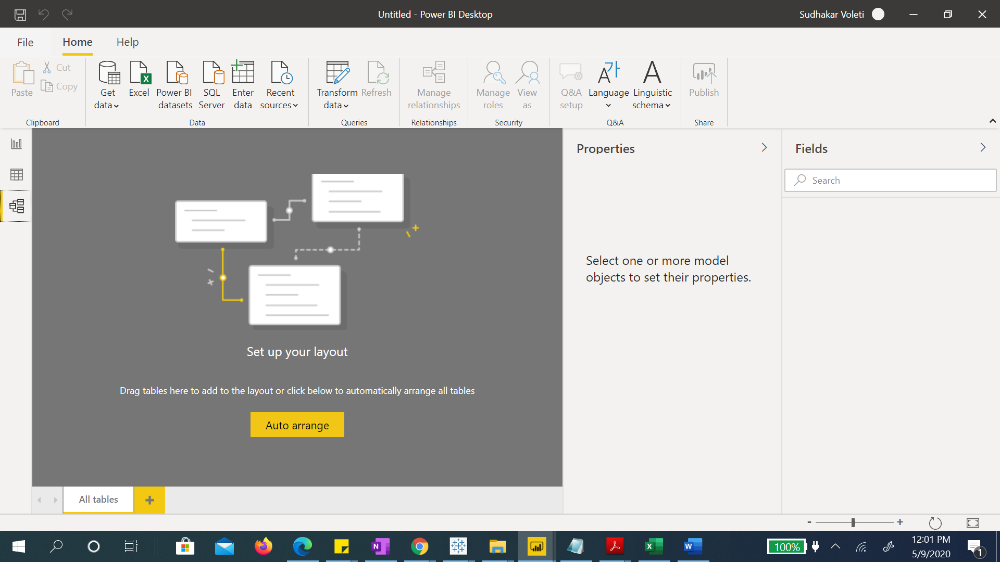 Untitled - Power BI Desktop
Sudhakar Voleti
File
Home
Help
Paste
Cut
Copy
Clipboard
Get data
Excel
Power BI datasets
SQL Server
Enter data
Recent sources
Data
Transform data
Refresh
Queries
Manage relationships
Relationships
Manage roles
View as
Security
Q&A setup
Language
Linguistic schema
Q&A
Publish
Share
Properties
Fields
Search
Select one or more model
objects to set their properties.
Set up your layout
Drag tables here to add to the layout or click below to automatically arrange all tables
Auto arrange
All tables
+
-
+
N
X
W
100%
12:01 PM
5/9/2020
1